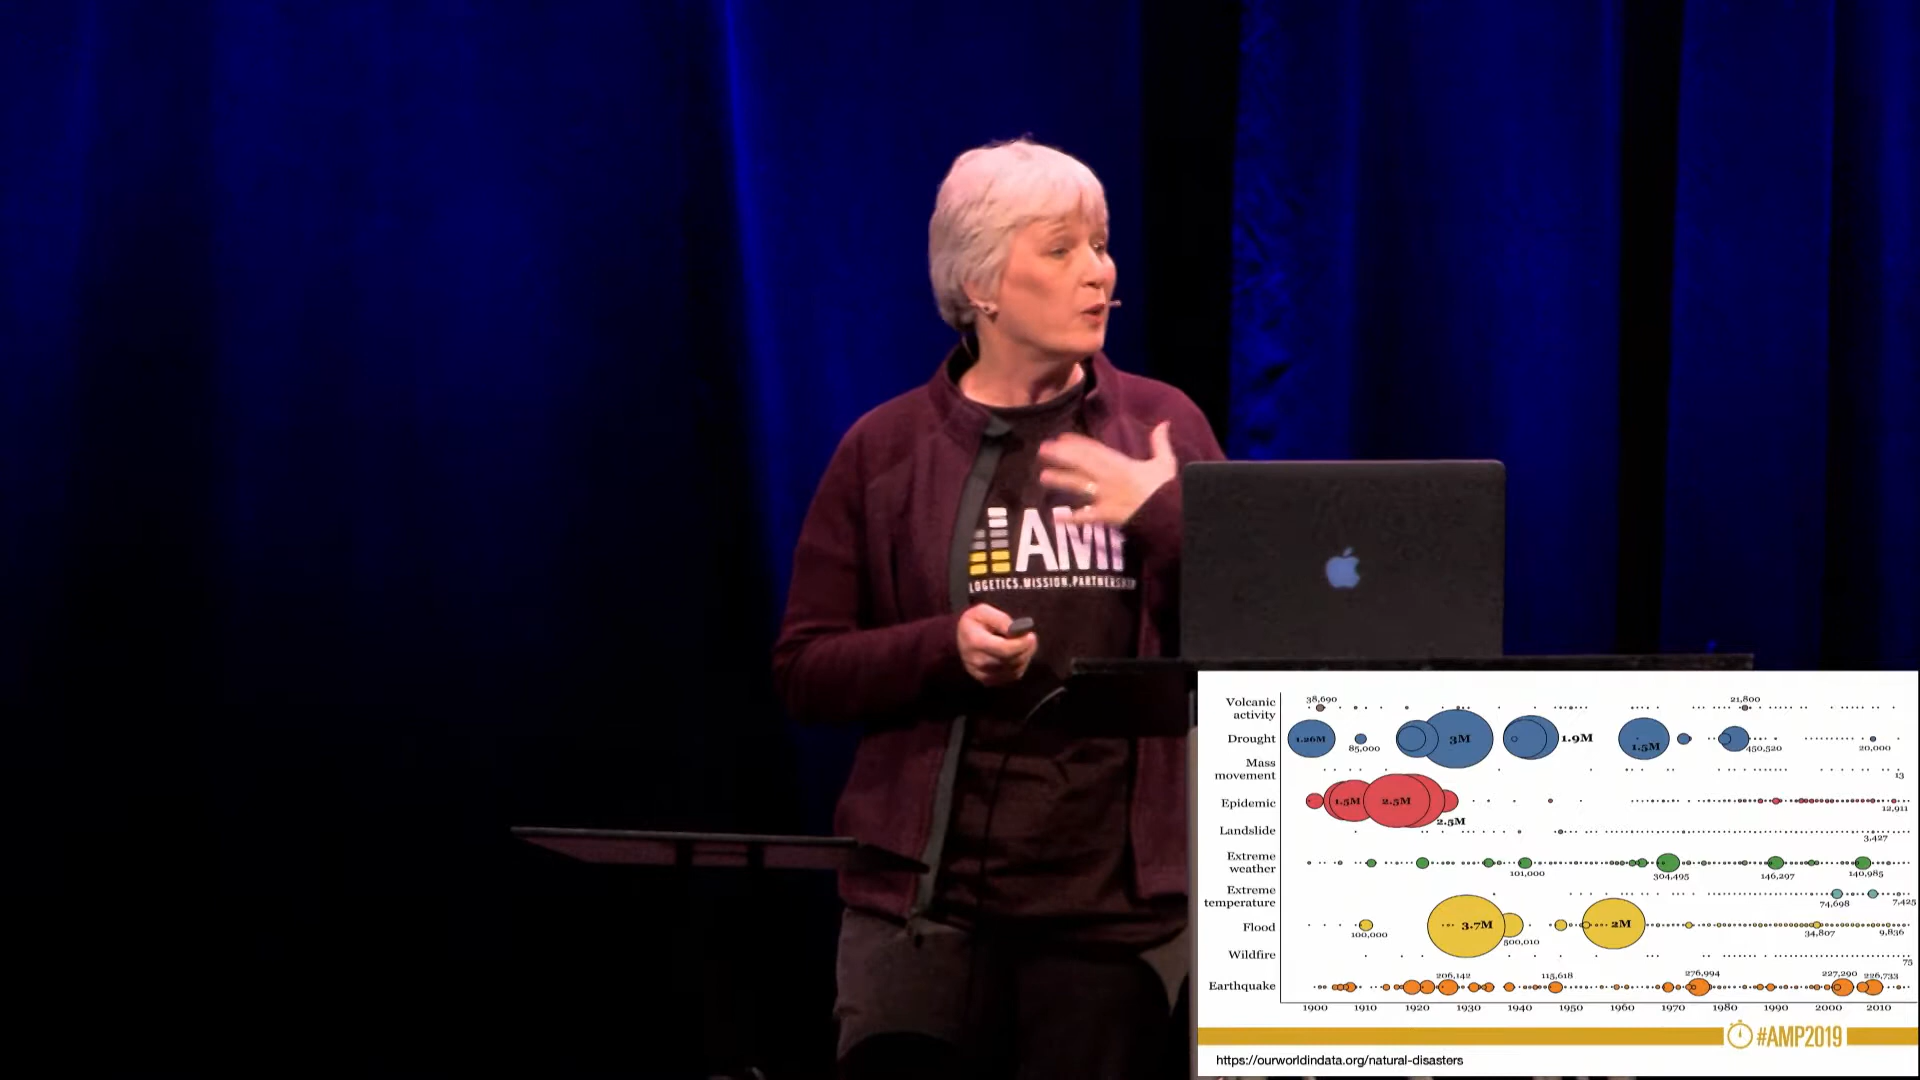 AMP
LOGETICS.MISSION.PARTNERSHIP
Volcanic
activity
38,690
21,800
Drought
1.26M
85,000
3M
1.9M
1.5M
450,520
20,000
Mass
movement
13
Epidemic
1.5M
2.5M
2.5M
12,911
Landslide
3,427
Extreme
weather
101,000
304,495
146,297
140,985
Extreme
temperature
74,698
7,425
Flood
100,000
3.7M
500,010
2M
34,807
9,836
Wildfire
75
Earthquake
206,142
115,618
276,994
227,290
226,733
1900 1910 1920 1930 1940 1950 1960 1970 1980 1990 2000 2010
#AMP2019
https://ourworldindata.org/natural-disasters